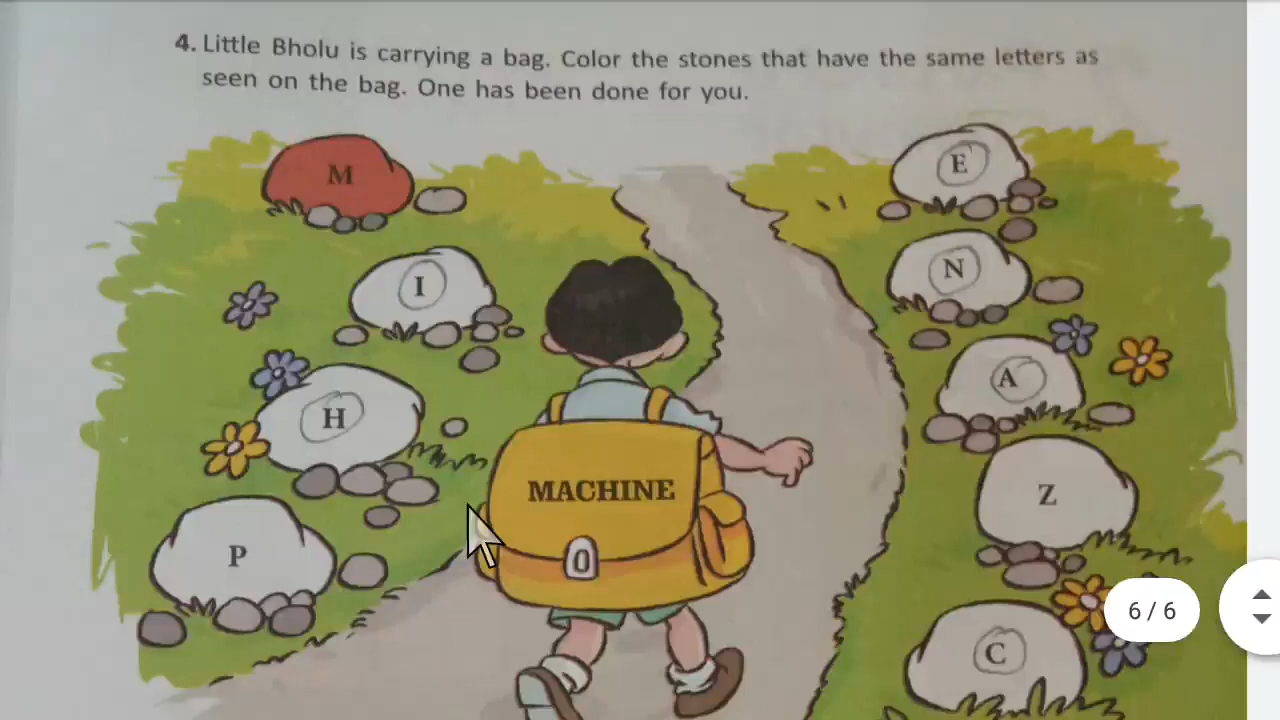 4. Little Bholu is carrying a bag. Color the stones that have the same letters as
seen on the bag. One has been done for you.
M
E
I
N
H
A
MACHINE
Z
P
C
6 / 6